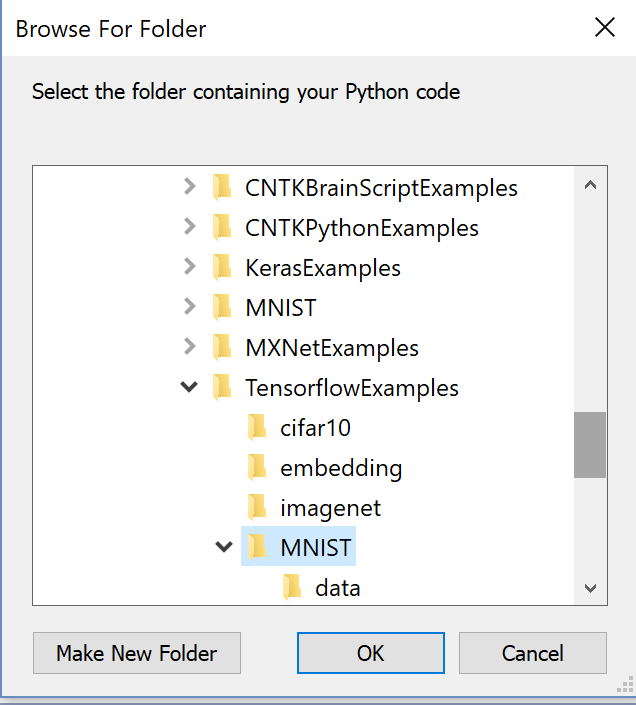 Browse For Folder
Select the folder containing your Python code
CNTKBrainScriptExamples
CNTKPythonExamples
KerasExamples
MNIST
MXNetExamples
TensorflowExamples
cifar10
embedding
imagenet
MNIST
data
Make New Folder OK Cancel